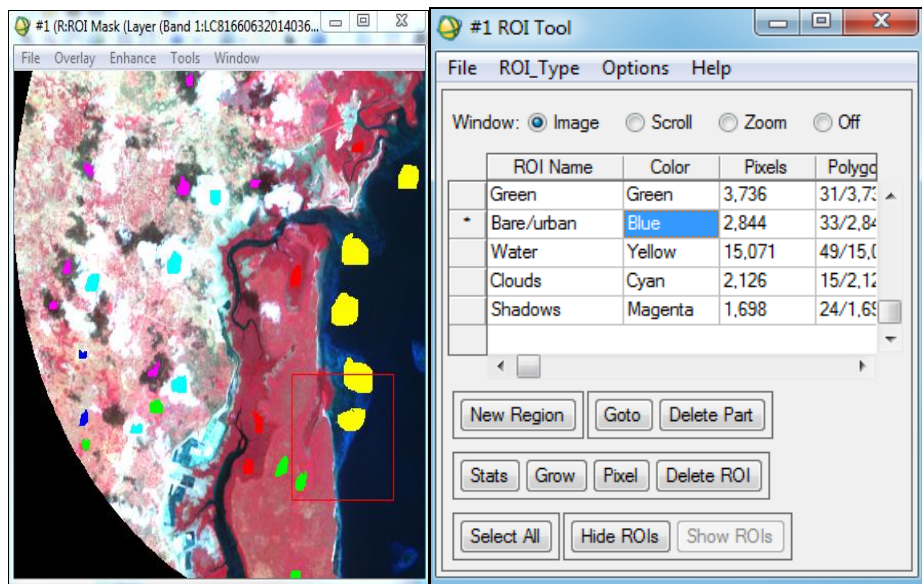 #1 (R:ROI Mask (Layer (Band 1:LC81660632014036...
File Overlay Enhance Tools Window
#1 ROI Tool
File ROI_Type Options Help
Window: Image Scroll Zoom Off
ROI Name Color Pixels Polygo
Green Green 3,736 31/3,73
* Bare/urban Blue 2,844 33/2,84
Water Yellow 15,071 49/15,0
Clouds Cyan 2,126 15/2,12
Shadows Magenta 1,698 24/1,69
New Region Goto Delete Part
Stats Grow Pixel Delete ROI
Select All Hide ROIs Show ROIs